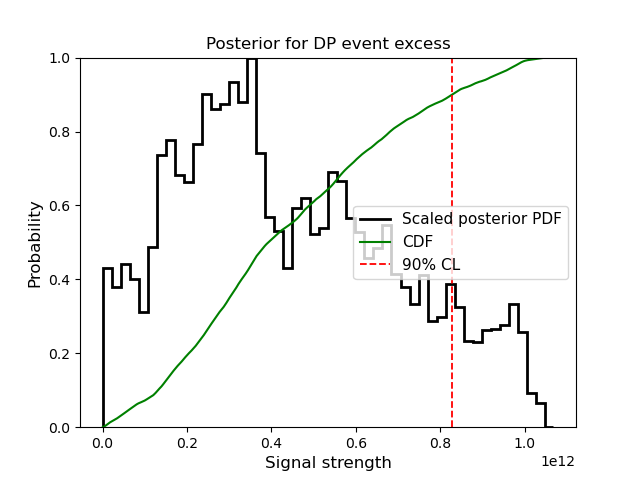 Posterior for DP event excess
1.0
0.8
0.6
0.4
0.2
0.0
Probability
Scaled posterior PDF
CDF
90% CL
0.0 0.2 0.4 0.6 0.8 1.0
1e12
Signal strength